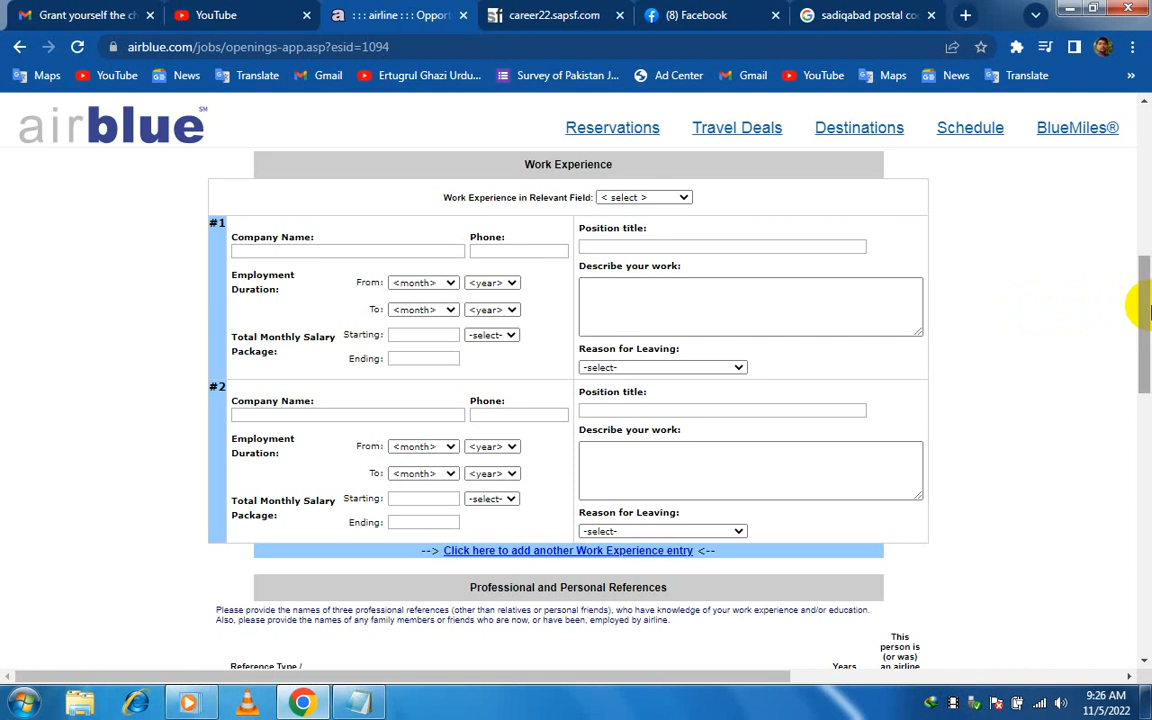 Grant yourself the ch
YouTube
::: airline ::: Opport
career22.sapsf.com
(8) Facebook
sadiqabad postal co
airblue.com/jobs/openings-app.asp?esid=1094
Maps
YouTube
News
Translate
Gmail
Ertugrul Ghazi Urdu...
Survey of Pakistan J...
Ad Center
Gmail
YouTube
Maps
News
Translate
»
airblue SM
Reservations
Travel Deals
Destinations
Schedule
BlueMiles®
Work Experience
Work Experience in Relevant Field: < select >
#1
Company Name:
Phone:
Employment Duration:
From: <month> <year>
To: <month> <year>
Total Monthly Salary Package:
Starting: -select-
Ending:
Position title:
Describe your work:
Reason for Leaving:
-select-
#2
Company Name:
Phone:
Employment Duration:
From: <month> <year>
To: <month> <year>
Total Monthly Salary Package:
Starting: -select-
Ending:
Position title:
Describe your work:
Reason for Leaving:
-select-
--> Click here to add another Work Experience entry <--
Professional and Personal References
Please provide the names of three professional references (other than relatives or personal friends), who have knowledge of your work experience and/or education.
Also, please provide the names of any family members or friends who are now, or have been, employed by airline.
Reference Type /
Years
This
person is
(or was)
an airline
9:26 AM
11/5/2022